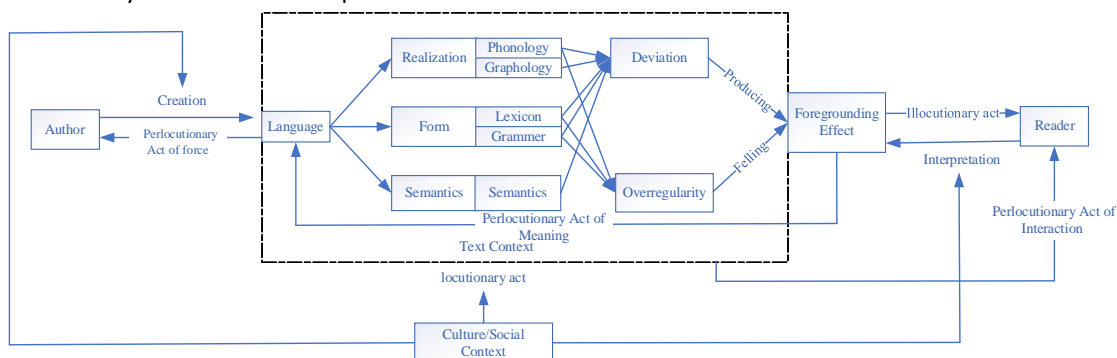 Creation
Author
Perlocutionary
Act of force
Language
Realization
Phonology
Graphology
Form
Lexicon
Grammer
Semantics
Semantics
Deviation
Overregularity
Producing
Felling
Foregrounding
Effect
Illocutionary act
Reader
Interpretation
Perlocutionary Act of
Interaction
Perlocutionary Act of
Meaning
Text Context
locutionary act
Culture/Social
Context